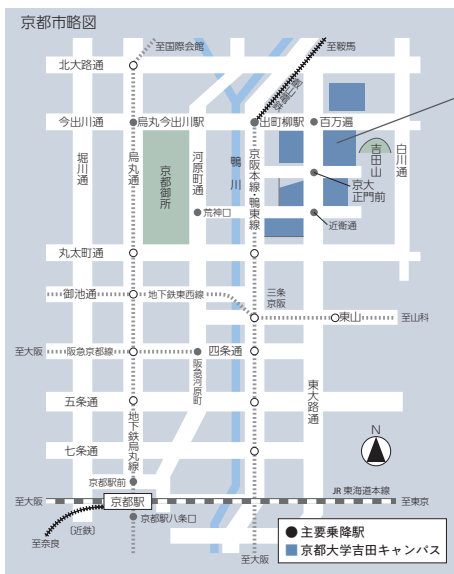 京都市略図
至国際会館
至鞍馬
北大路通
叡山電鉄
今出川通
烏丸今出川駅
出町柳駅
百万遍
堀川通
烏丸通
京都御所
河原町通
鴨川
京阪本線・鴨東線
吉田山
白川通
京大
正門前
荒神口
近衛通
丸太町通
御池通
地下鉄東西線
三条
京阪
東山
至山科
至大阪
阪急京都線
四条通
阪急河原町
東大路通
五条通
地下鉄烏丸線
七条通
N
京都駅前
JR 東海道本線
至大阪
京都駅
至東京
京都駅八条口
〔近鉄〕
至奈良
至大阪
主要乗降駅
京都大学吉田キャンパス